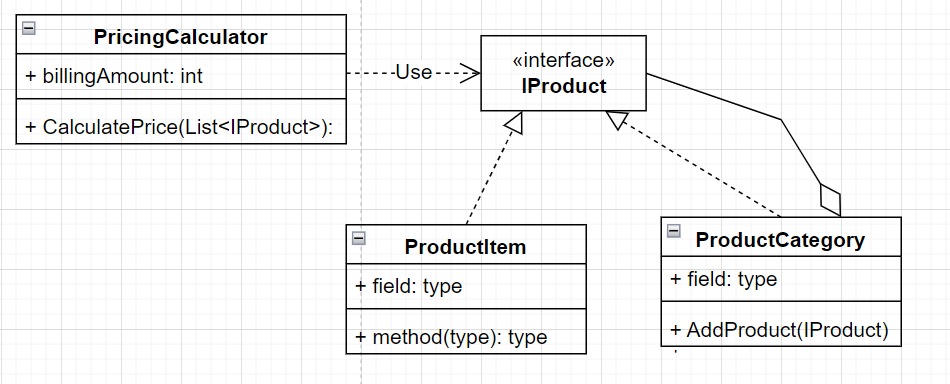 PricingCalculator
+ billingAmount: int
+ CalculatePrice(List<IProduct>):
Use
«interface»
IProduct
ProductItem
+ field: type
+ method(type): type
ProductCategory
+ field: type
+ AddProduct(IProduct)